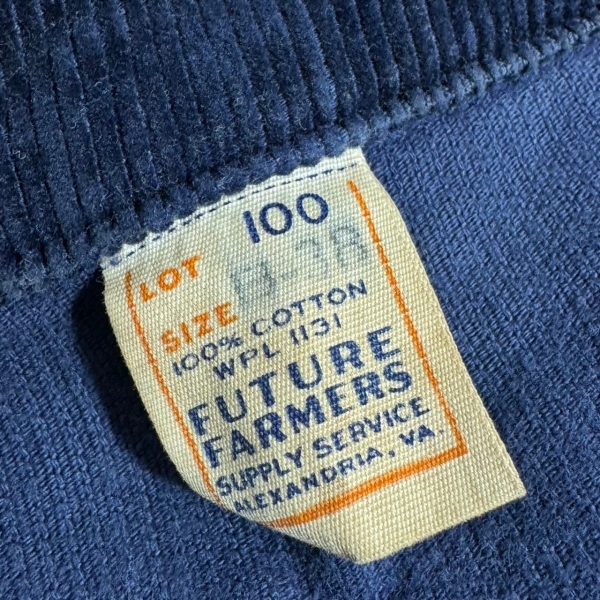 LOT 100
SIZE
100% COTTON
WPL 1131
FUTURE
FARMERS
SUPPLY SERVICE
ALEXANDRIA, VA.